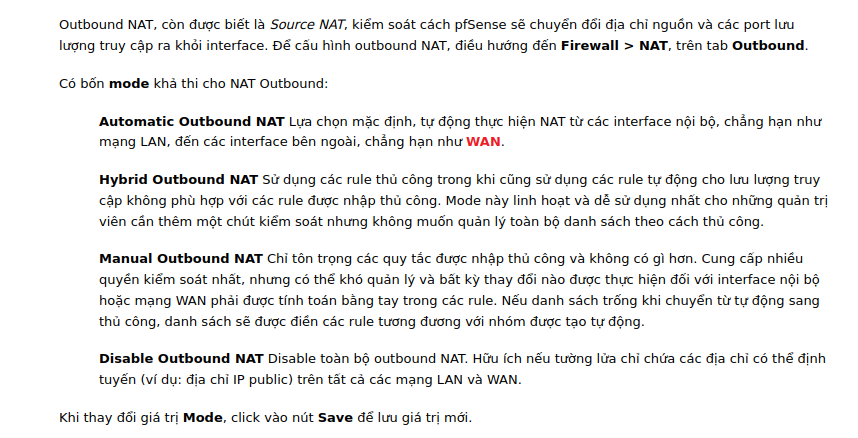 Outbound NAT, còn được biết là Source NAT, kiểm soát cách pfSense sẽ chuyển đổi địa chỉ nguồn và các port lưu
lượng truy cập ra khỏi interface. Để cấu hình outbound NAT, điều hướng đến Firewall > NAT, trên tab Outbound.
Có bốn mode khả thi cho NAT Outbound:
Automatic Outbound NAT Lựa chọn mặc định, tự động thực hiện NAT từ các interface nội bộ, chẳng hạn như
mạng LAN, đến các interface bên ngoài, chẳng hạn như WAN.
Hybrid Outbound NAT Sử dụng các rule thủ công trong khi cũng sử dụng các rule tự động cho lưu lượng truy
cập không phù hợp với các rule được nhập thủ công. Mode này linh hoạt và dễ sử dụng nhất cho những quản trị
viên cần thêm một chút kiểm soát nhưng không muốn quản lý toàn bộ danh sách theo cách thủ công.
Manual Outbound NAT Chỉ tôn trọng các quy tắc được nhập thủ công và không có gì hơn. Cung cấp nhiều
quyền kiểm soát nhất, nhưng có thể khó quản lý và bất kỳ thay đổi nào được thực hiện đối với interface nội bộ
hoặc mạng WAN phải được tính toán bằng tay trong các rule. Nếu danh sách trống khi chuyển từ tự động sang
thủ công, danh sách sẽ được điền các rule tương đương với nhóm được tạo tự động.
Disable Outbound NAT Disable toàn bộ outbound NAT. Hữu ích nếu tường lửa chỉ chứa các địa chỉ có thể định
tuyến (ví dụ: địa chỉ IP public) trên tất cả các mạng LAN và WAN.
Khi thay đổi giá trị Mode, click vào nút Save để lưu giá trị mới.